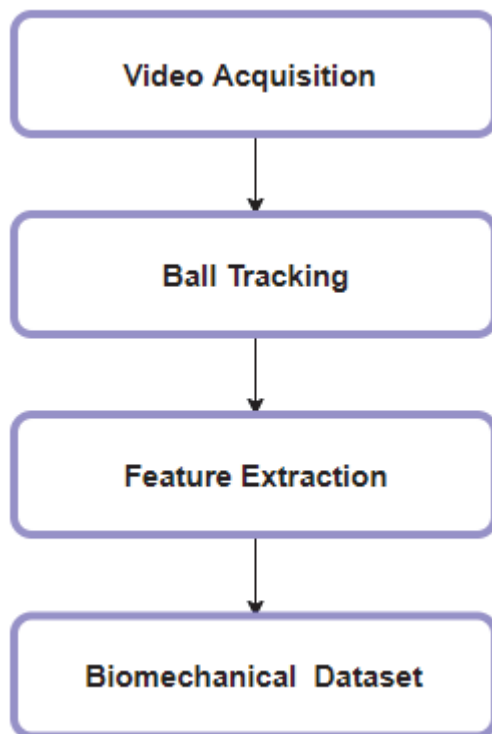 Video Acquisition
Ball Tracking
Feature Extraction
Biomechanical  Dataset